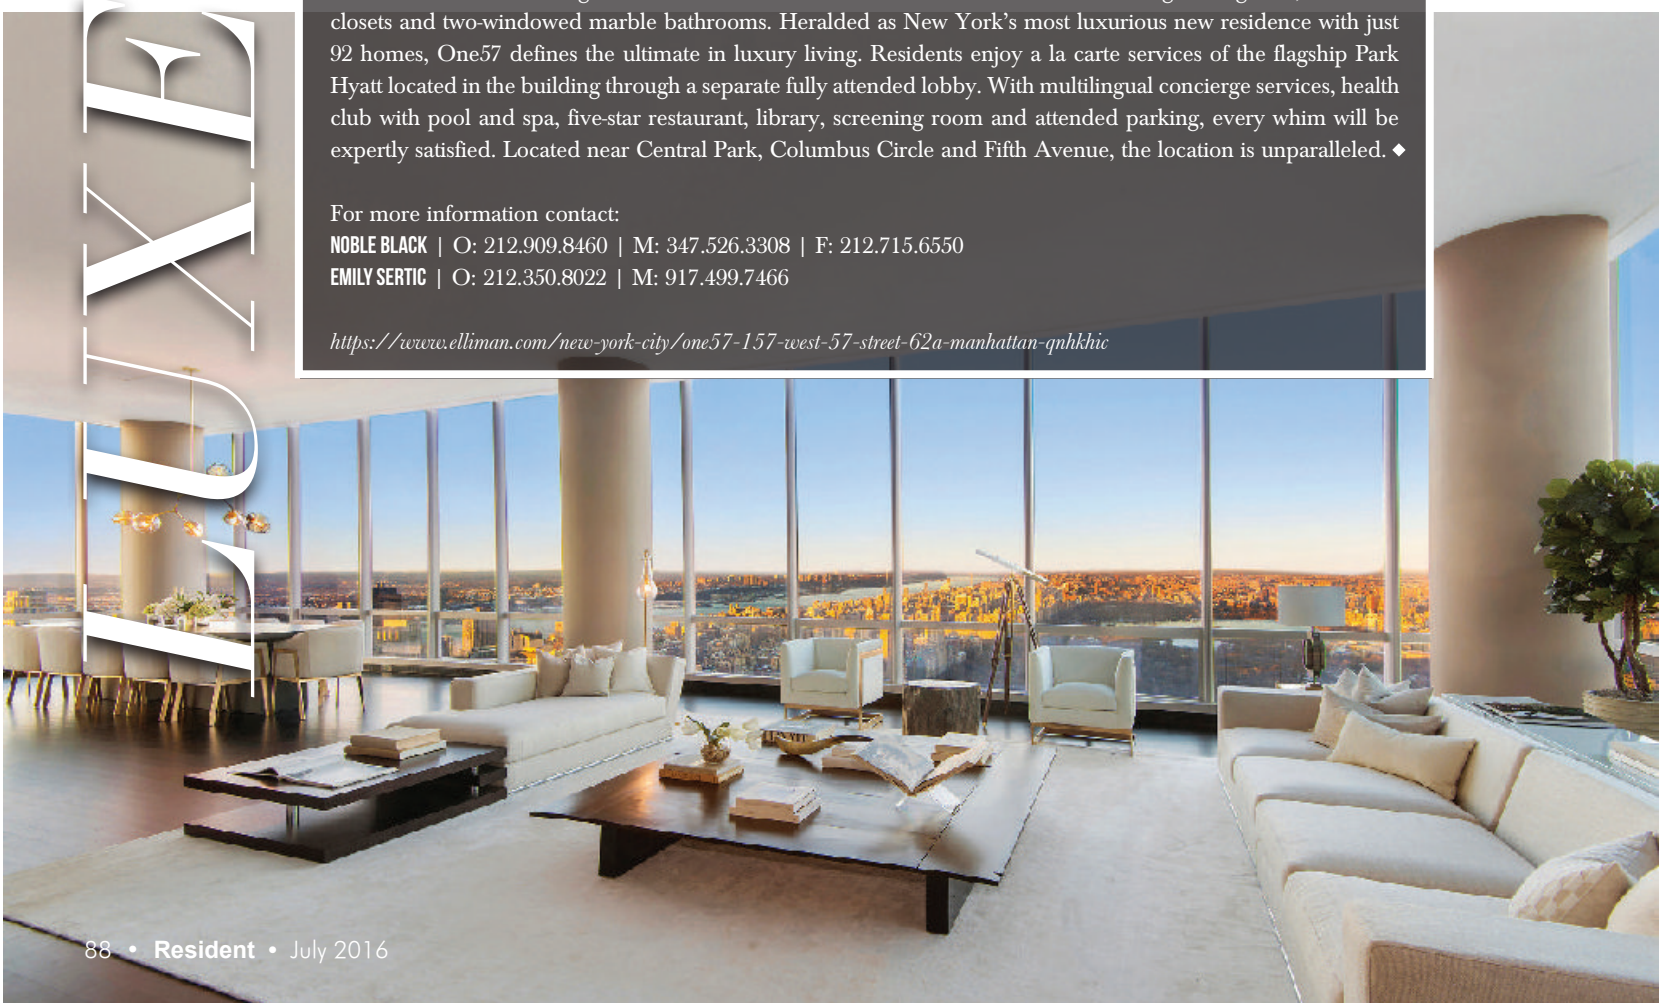 LUXE
closets and two-windowed marble bathrooms. Heralded as New York’s most luxurious new residence with just
92 homes, One57 defines the ultimate in luxury living. Residents enjoy a la carte services of the flagship Park
Hyatt located in the building through a separate fully attended lobby. With multilingual concierge services, health
club with pool and spa, five-star restaurant, library, screening room and attended parking, every whim will be
expertly satisfied. Located near Central Park, Columbus Circle and Fifth Avenue, the location is unparalleled. ◆
For more information contact:
NOBLE BLACK | O: 212.909.8460 | M: 347.526.3308 | F: 212.715.6550
EMILY SERTIC | O: 212.350.8022 | M: 917.499.7466
https://www.elliman.com/new-york-city/one57-157-west-57-street-62a-manhattan-qnhkhic
88 • Resident • July 2016